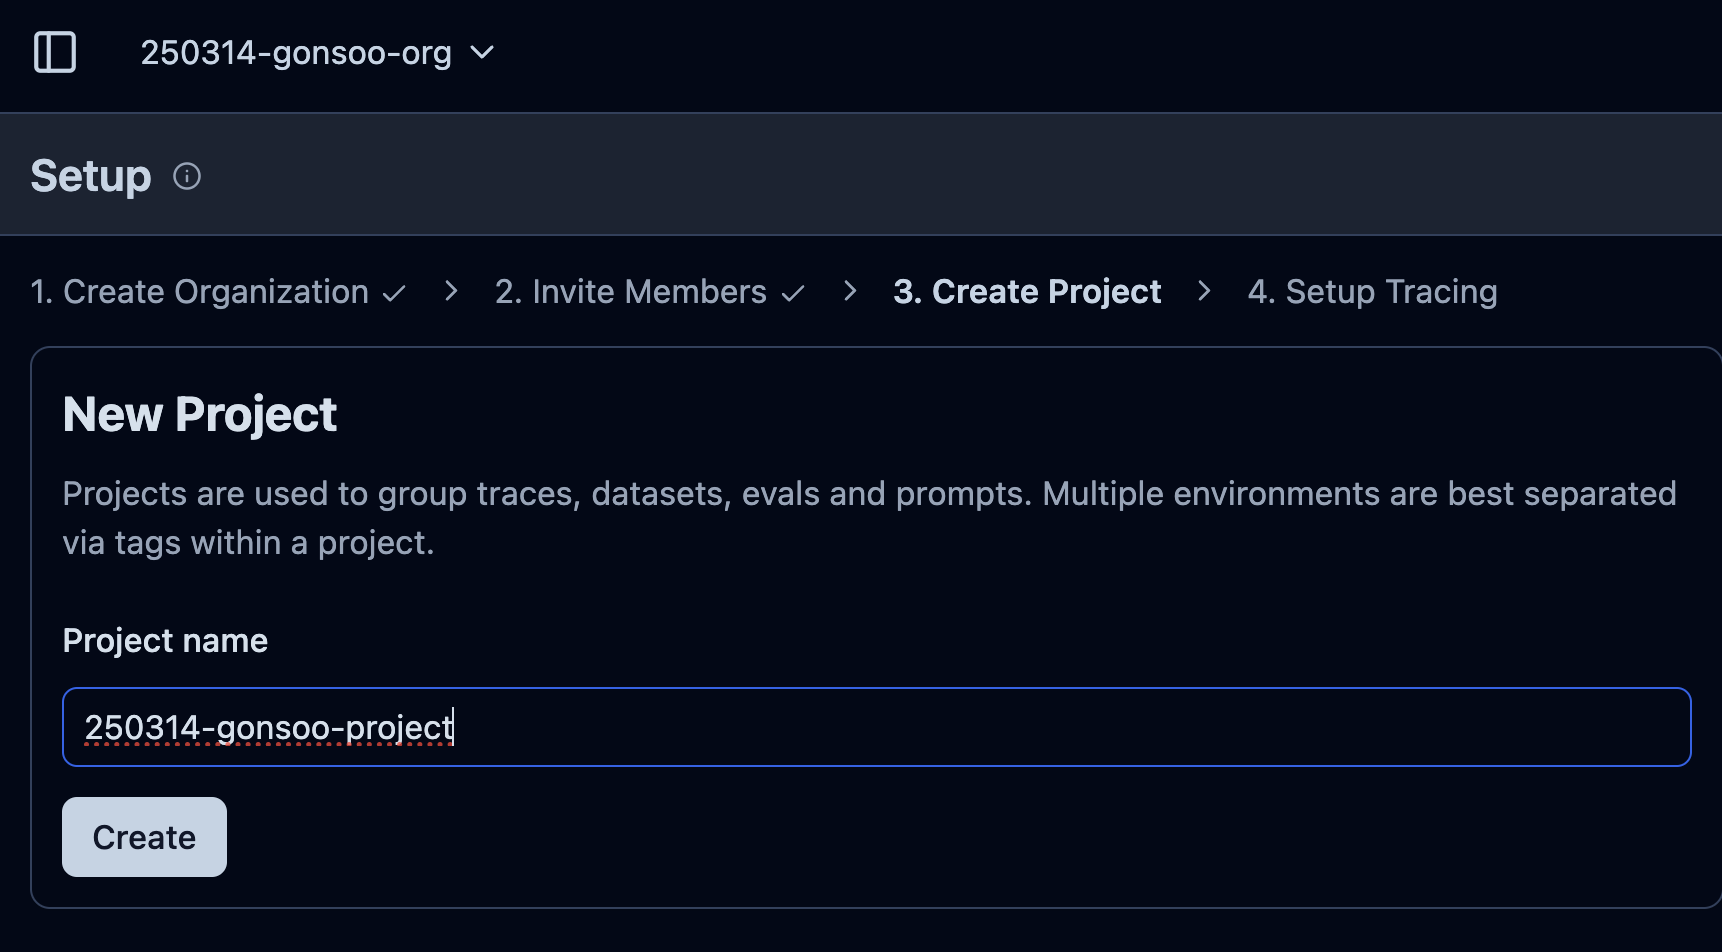 250314-gonsoo-org
Setup
1. Create Organization > 2. Invite Members > 3. Create Project > 4. Setup Tracing
New Project
Projects are used to group traces, datasets, evals and prompts. Multiple environments are best separated
via tags within a project.
Project name
250314-gonsoo-project
Create